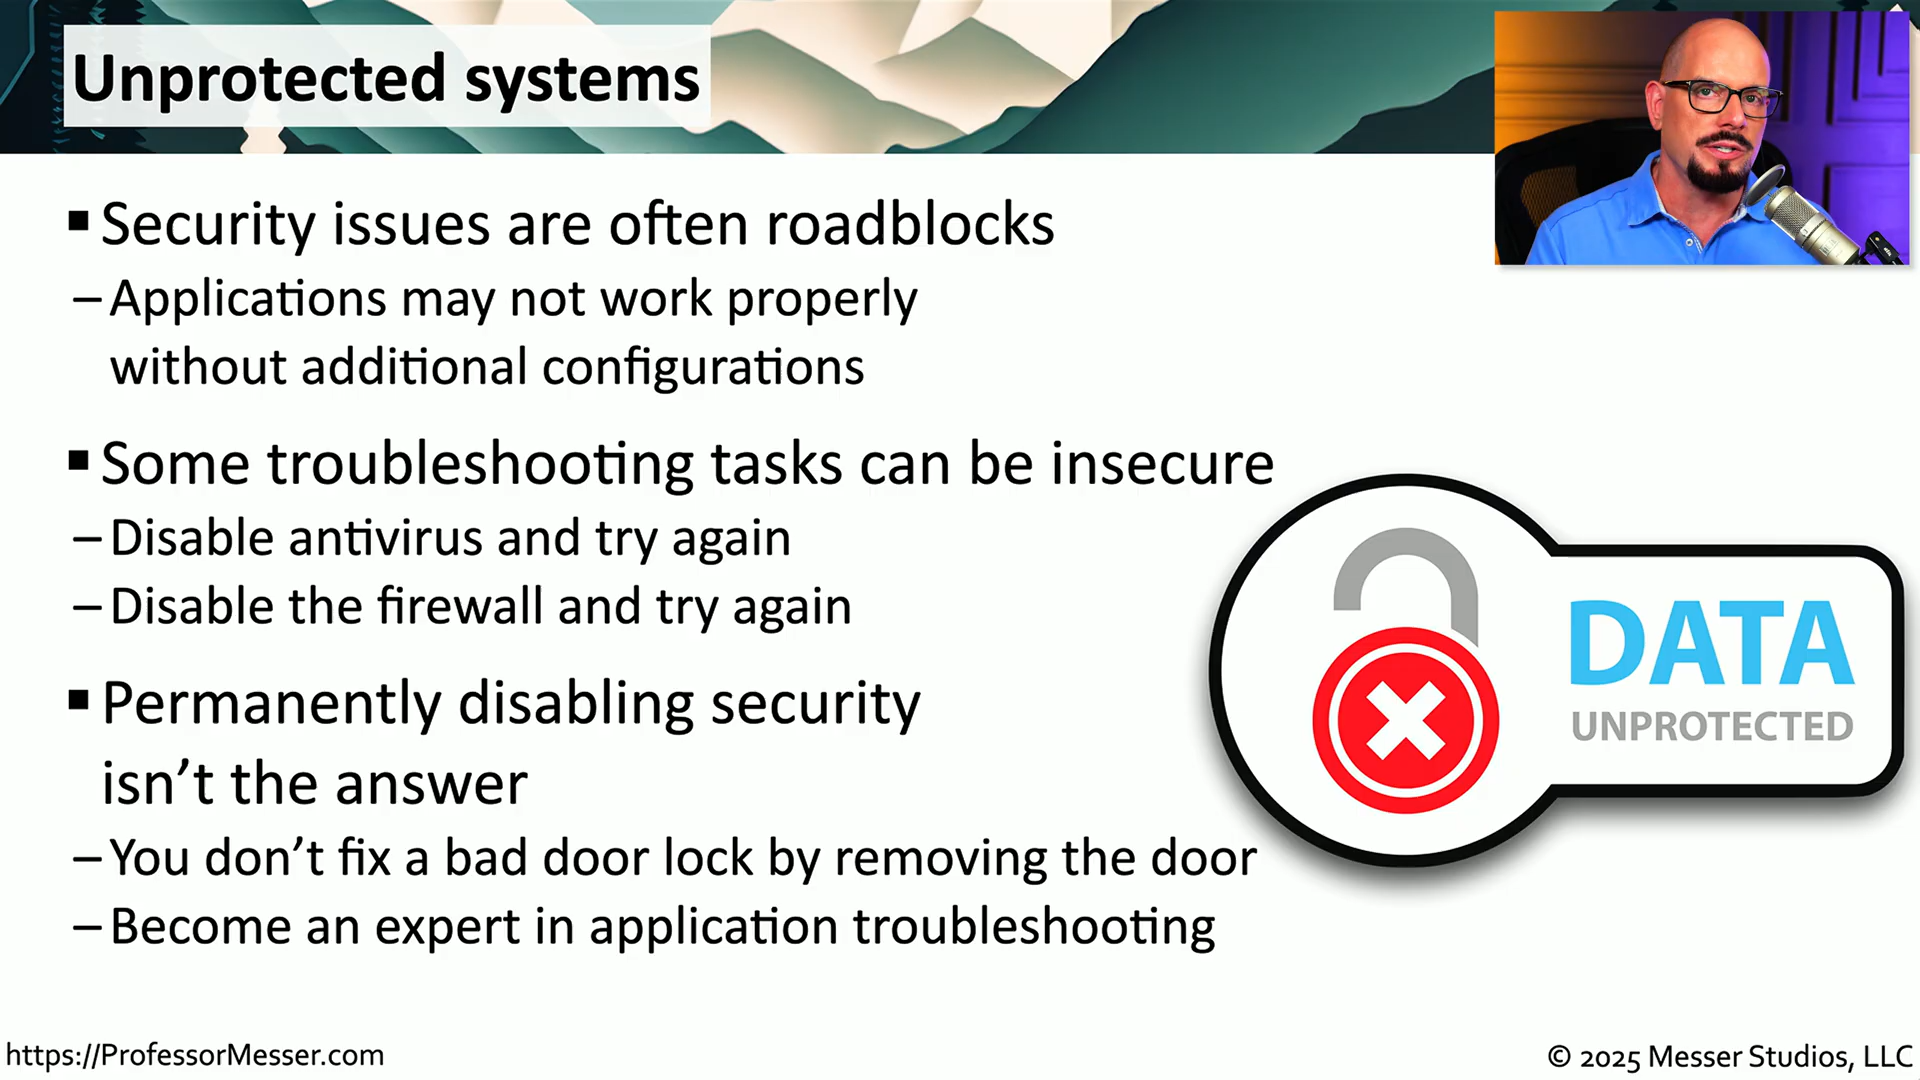 Unprotected systems
▪ Security issues are often roadblocks
– Applications may not work properly
without additional configurations
▪ Some troubleshooting tasks can be insecure
– Disable antivirus and try again
– Disable the firewall and try again
▪ Permanently disabling security
isn’t the answer
– You don’t fix a bad door lock by removing the door
– Become an expert in application troubleshooting
DATA
UNPROTECTED
https://ProfessorMesser.com
© 2025 Messer Studios, LLC